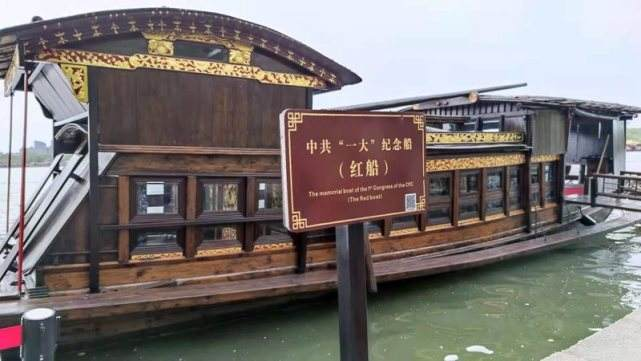 中共“一大”纪念船
（红船）
The memorial boat of the 1st Congress of the CPC
(The Red boat)